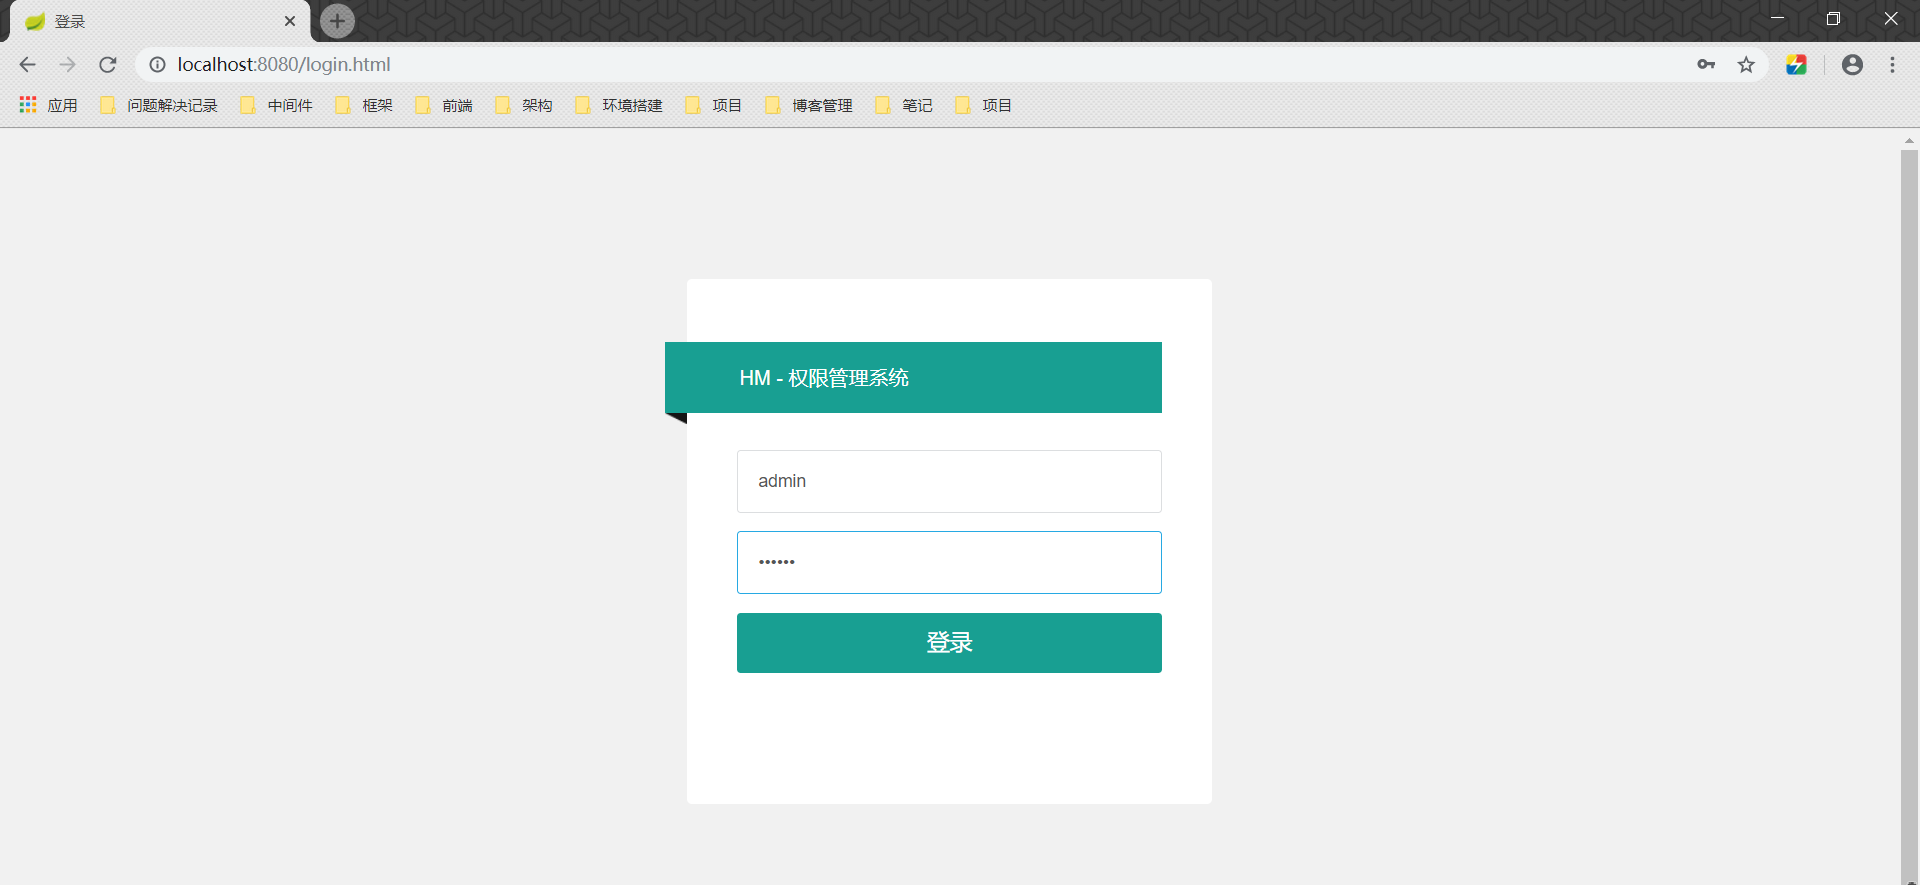 登录
localhost:8080/login.html
应用 问题解决记录 中间件 框架 前端 架构 环境搭建 项目 博客管理 笔记 项目
HM - 权限管理系统
admin
••••••
登录